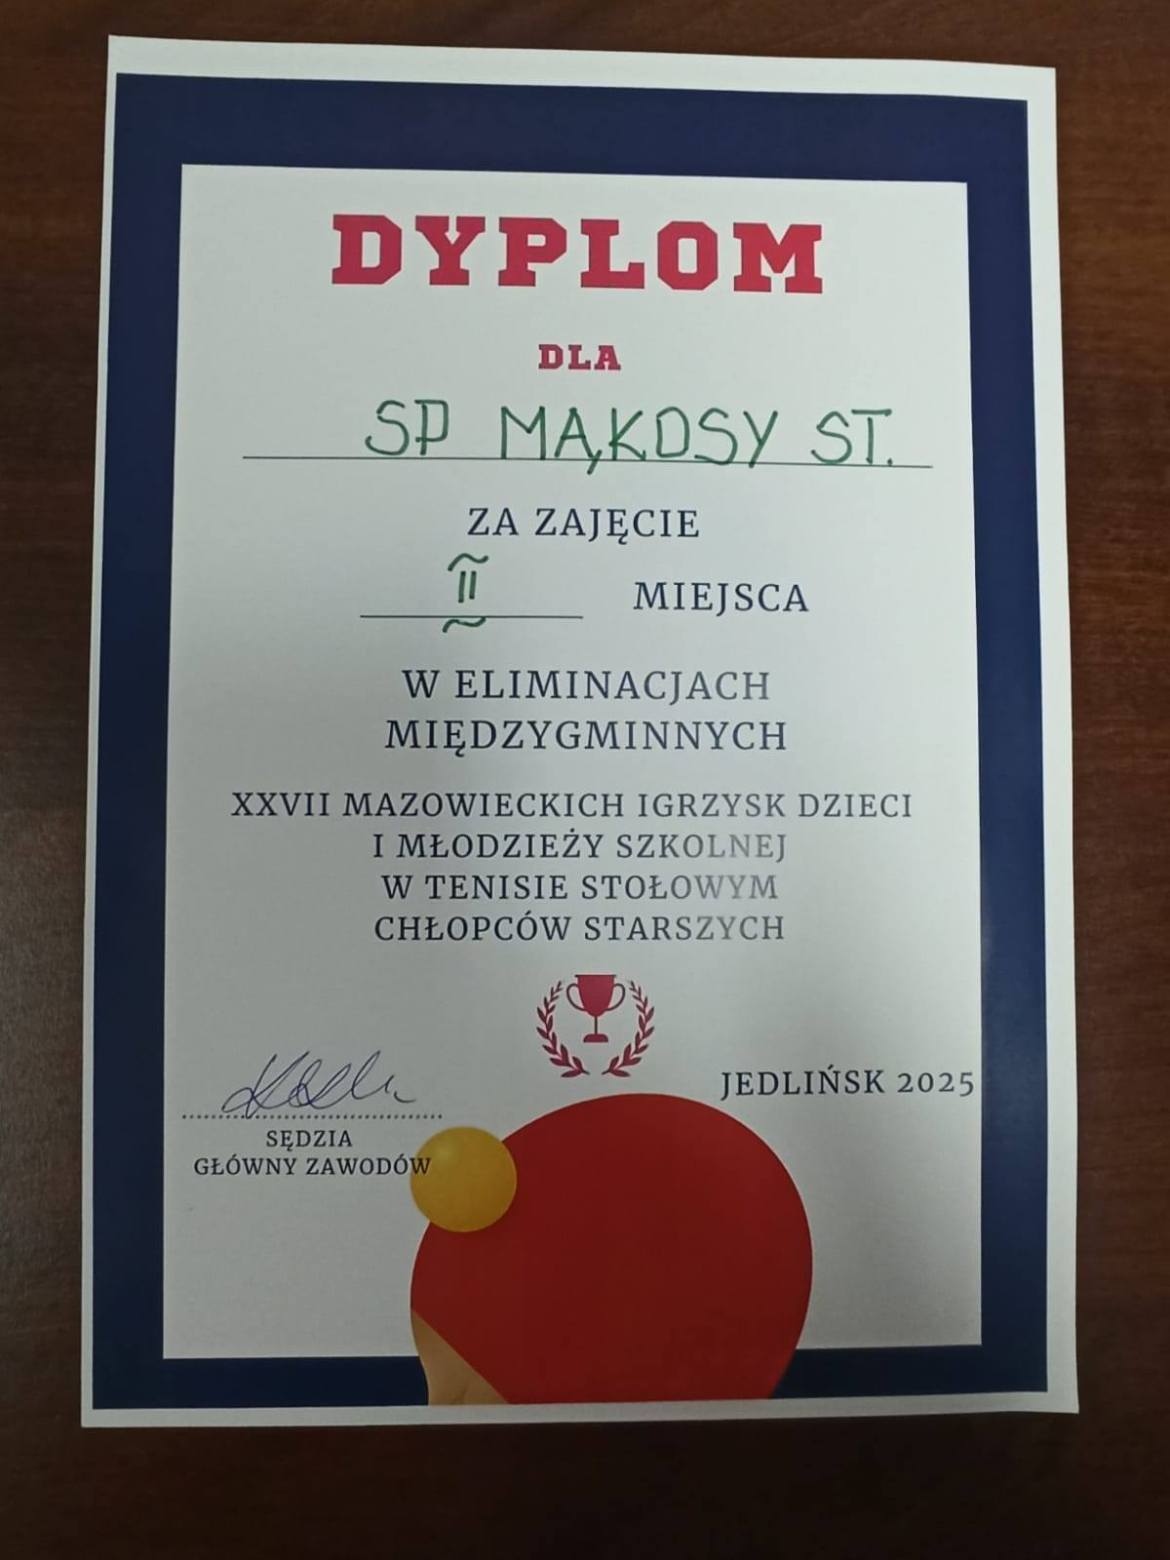 DYPLOM
DLA
SP MĄKOSY ST.
ZA ZAJĘCIE
II MIEJSCA
W ELIMINACJACH
MIĘDZYGMINNYCH
XXVII MAZOWIECKICH IGRZYSK DZIECI
I MŁODZIEŻY SZKOLNEJ
W TENISIE STOŁOWYM
CHŁOPCÓW STARSZYCH
JEDLIŃSK 2025
SĘDZIA
GŁÓWNY ZAWODÓW